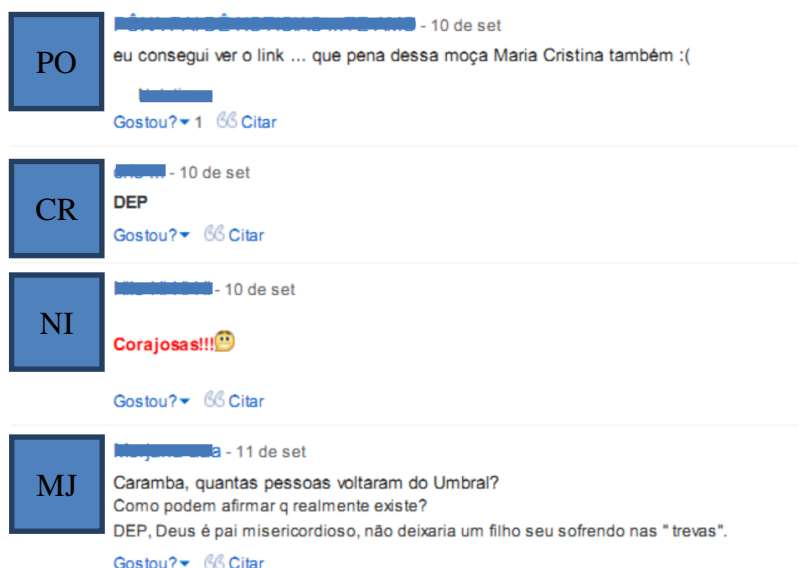 - 10 de set
PO
eu consegui ver o link ... que pena dessa moça Maria Cristina também :(
Gostou? 1 Citar
- 10 de set
CR
DEP
Gostou? Citar
- 10 de set
NI
Corajosas!!!
Gostou? Citar
- 11 de set
MJ
Caramba, quantas pessoas voltaram do Umbral?
Como podem afirmar q realmente existe?
DEP, Deus é pai misericordioso, não deixaria um filho seu sofrendo nas " trevas".
Gostou? Citar